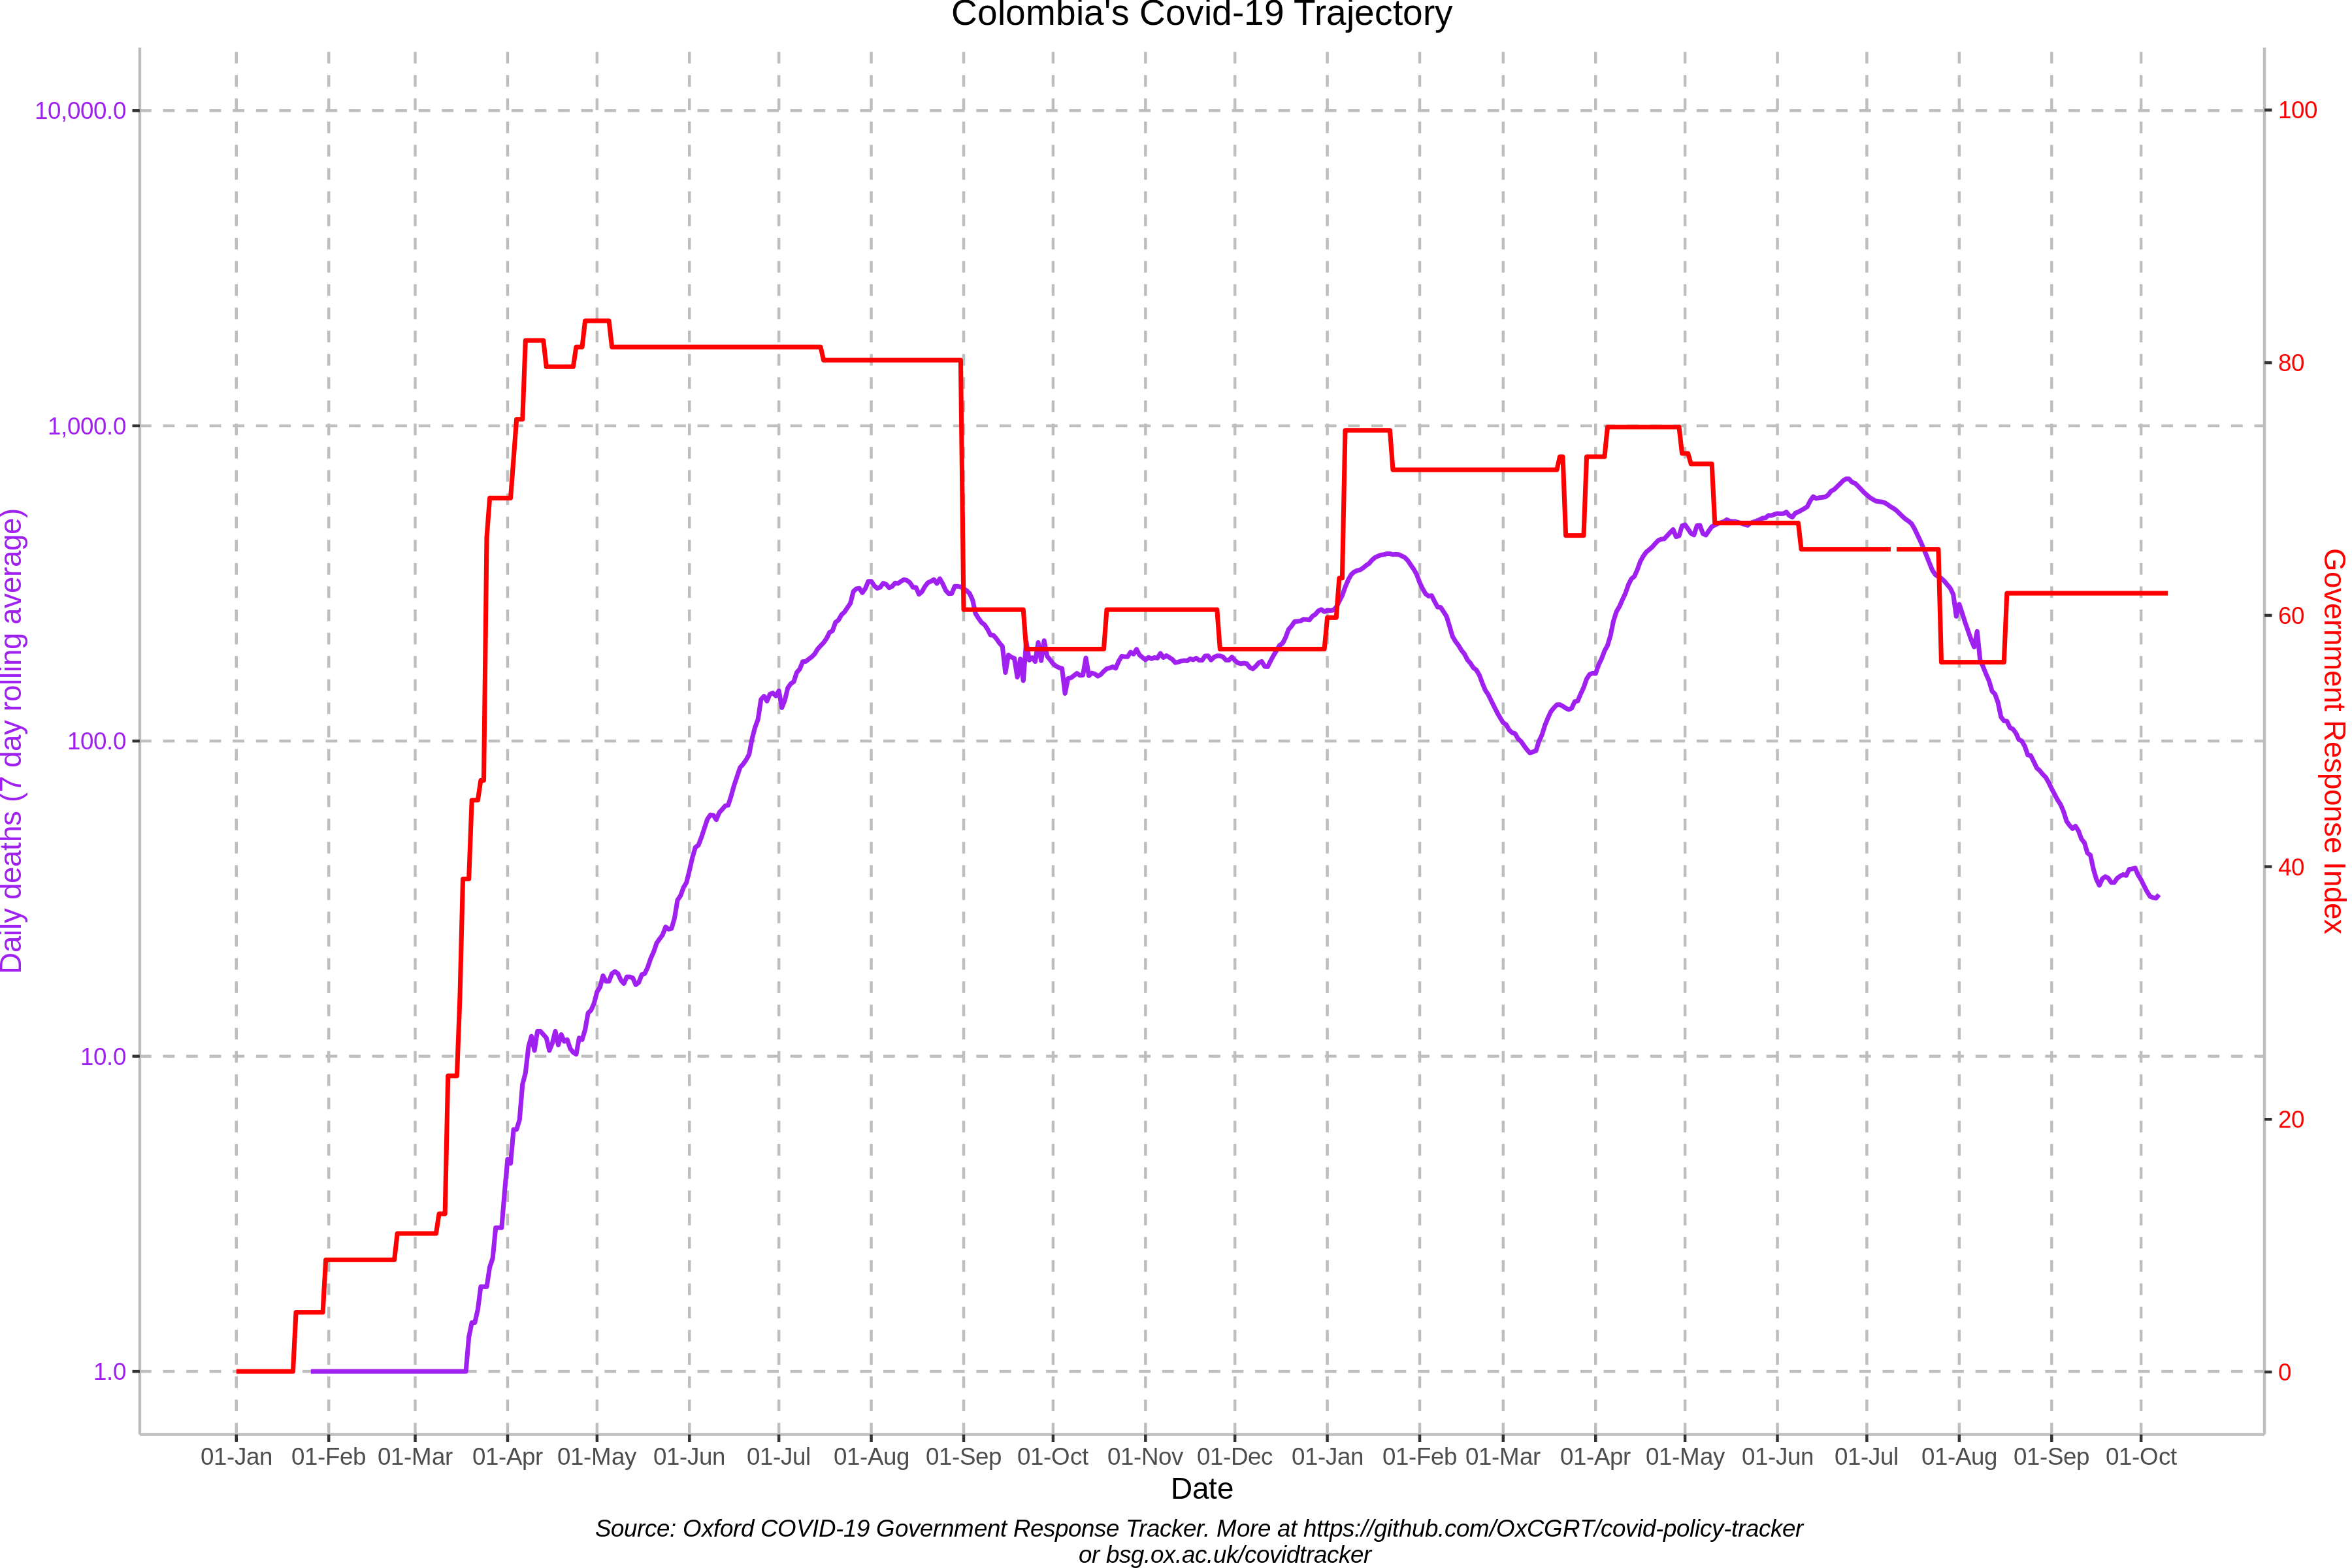 Colombia's Covid-19 Trajectory
10,000.0
1,000.0
100.0
10.0
1.0
Daily deaths (7 day rolling average)
100
80
60
40
20
0
Government Response Index
01-Jan 01-Feb 01-Mar 01-Apr 01-May 01-Jun 01-Jul 01-Aug 01-Sep 01-Oct 01-Nov 01-Dec 01-Jan 01-Feb 01-Mar 01-Apr 01-May 01-Jun 01-Jul 01-Aug 01-Sep 01-Oct
Date
Source: Oxford COVID-19 Government Response Tracker. More at https://github.com/OxCGRT/covid-policy-tracker
or bsg.ox.ac.uk/covidtracker